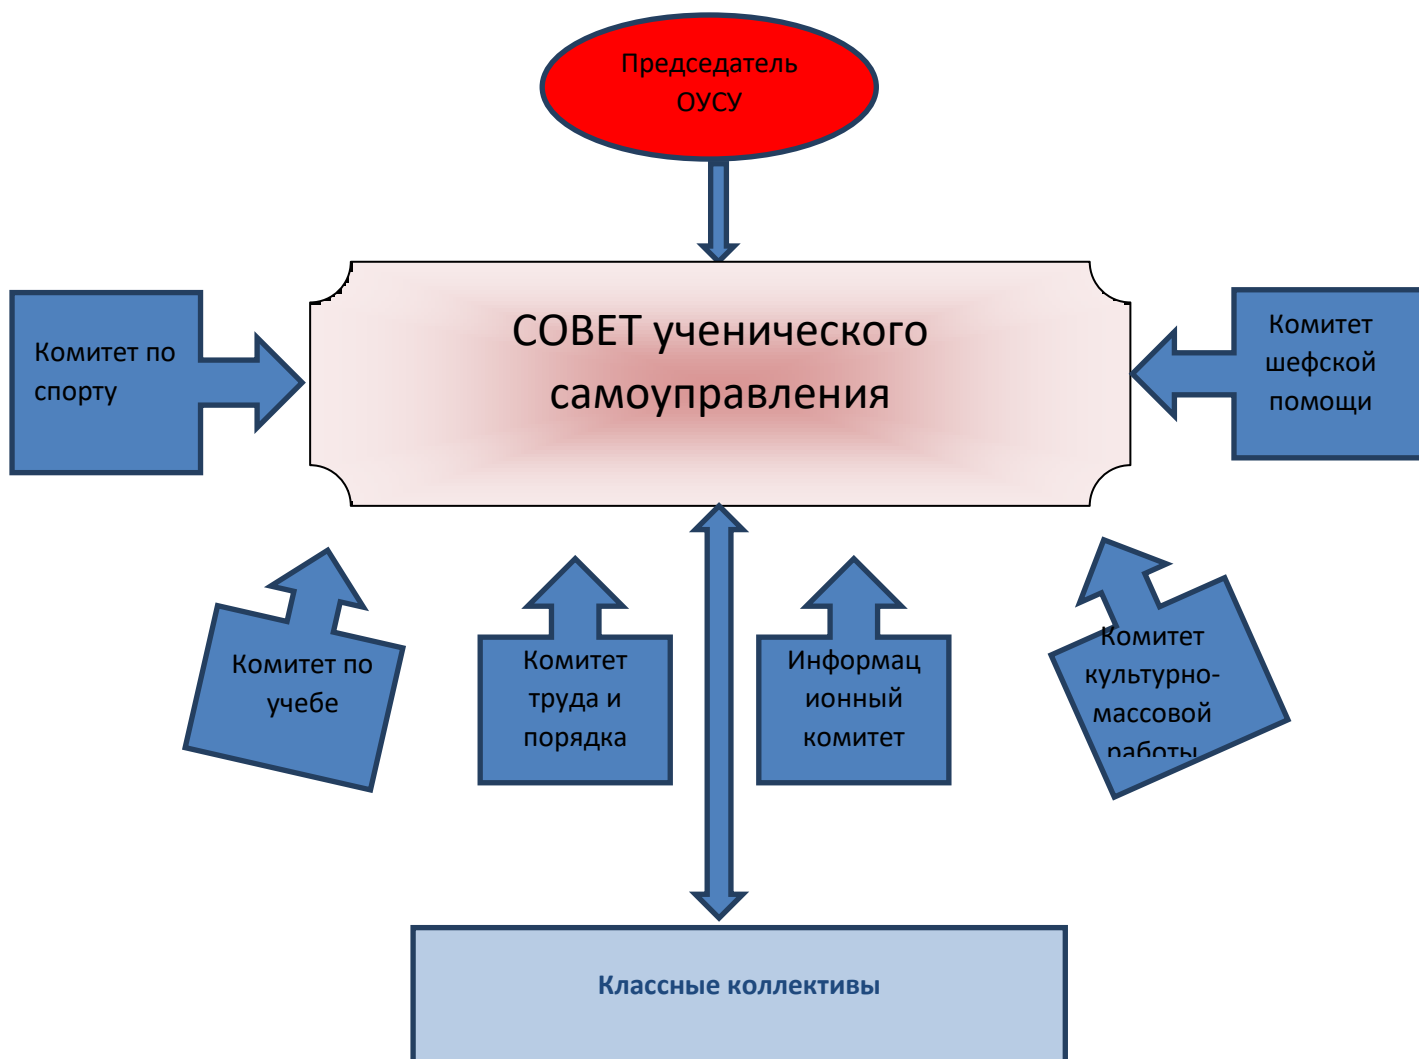 Председатель
ОУСУ
СОВЕТ ученического
самоуправления
Комитет по
спорту
Комитет
шефской
помощи
Комитет по
учебе
Комитет
труда и
порядка
Информац
ионный
комитет
Комитет
культурно-
массовой
работы
Классные коллективы